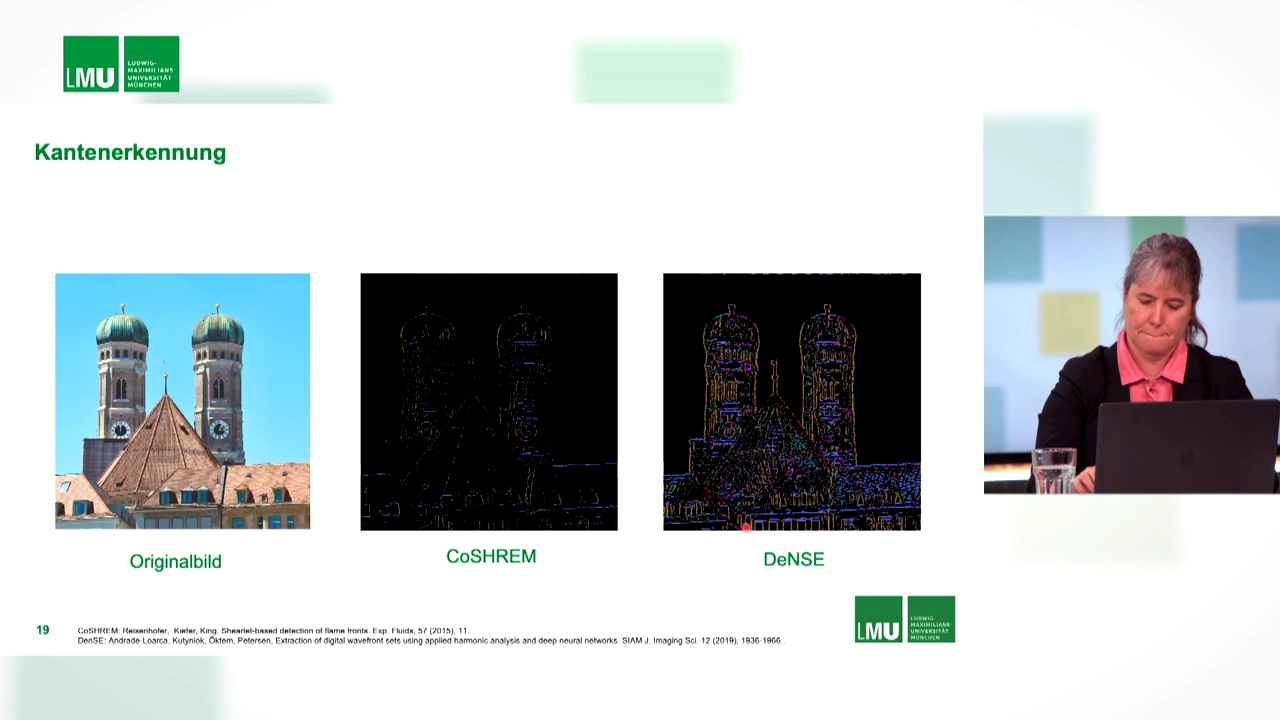 LMU
LUDWIG-
MAXIMILIANS-
UNIVERSITÄT
MÜNCHEN
Kantenerkennung
Originalbild
CoSHREM
DeNSE
19
CoSHREM: Reisenhofer, Kiefer, King. Shearlet-based detection of flame fronts. Exp. Fluids, 57 (2015), 11.
DenSE: Andrade-Loarca, Kutyniok, Öktem, Petersen, Extraction of digital wavefront sets using applied harmonic analysis and deep neural networks. SIAM J. Imaging Sci. 12 (2019), 1936-1966..
LMU
LUDWIG-
MAXIMILIANS-
UNIVERSITÄT
MÜNCHEN